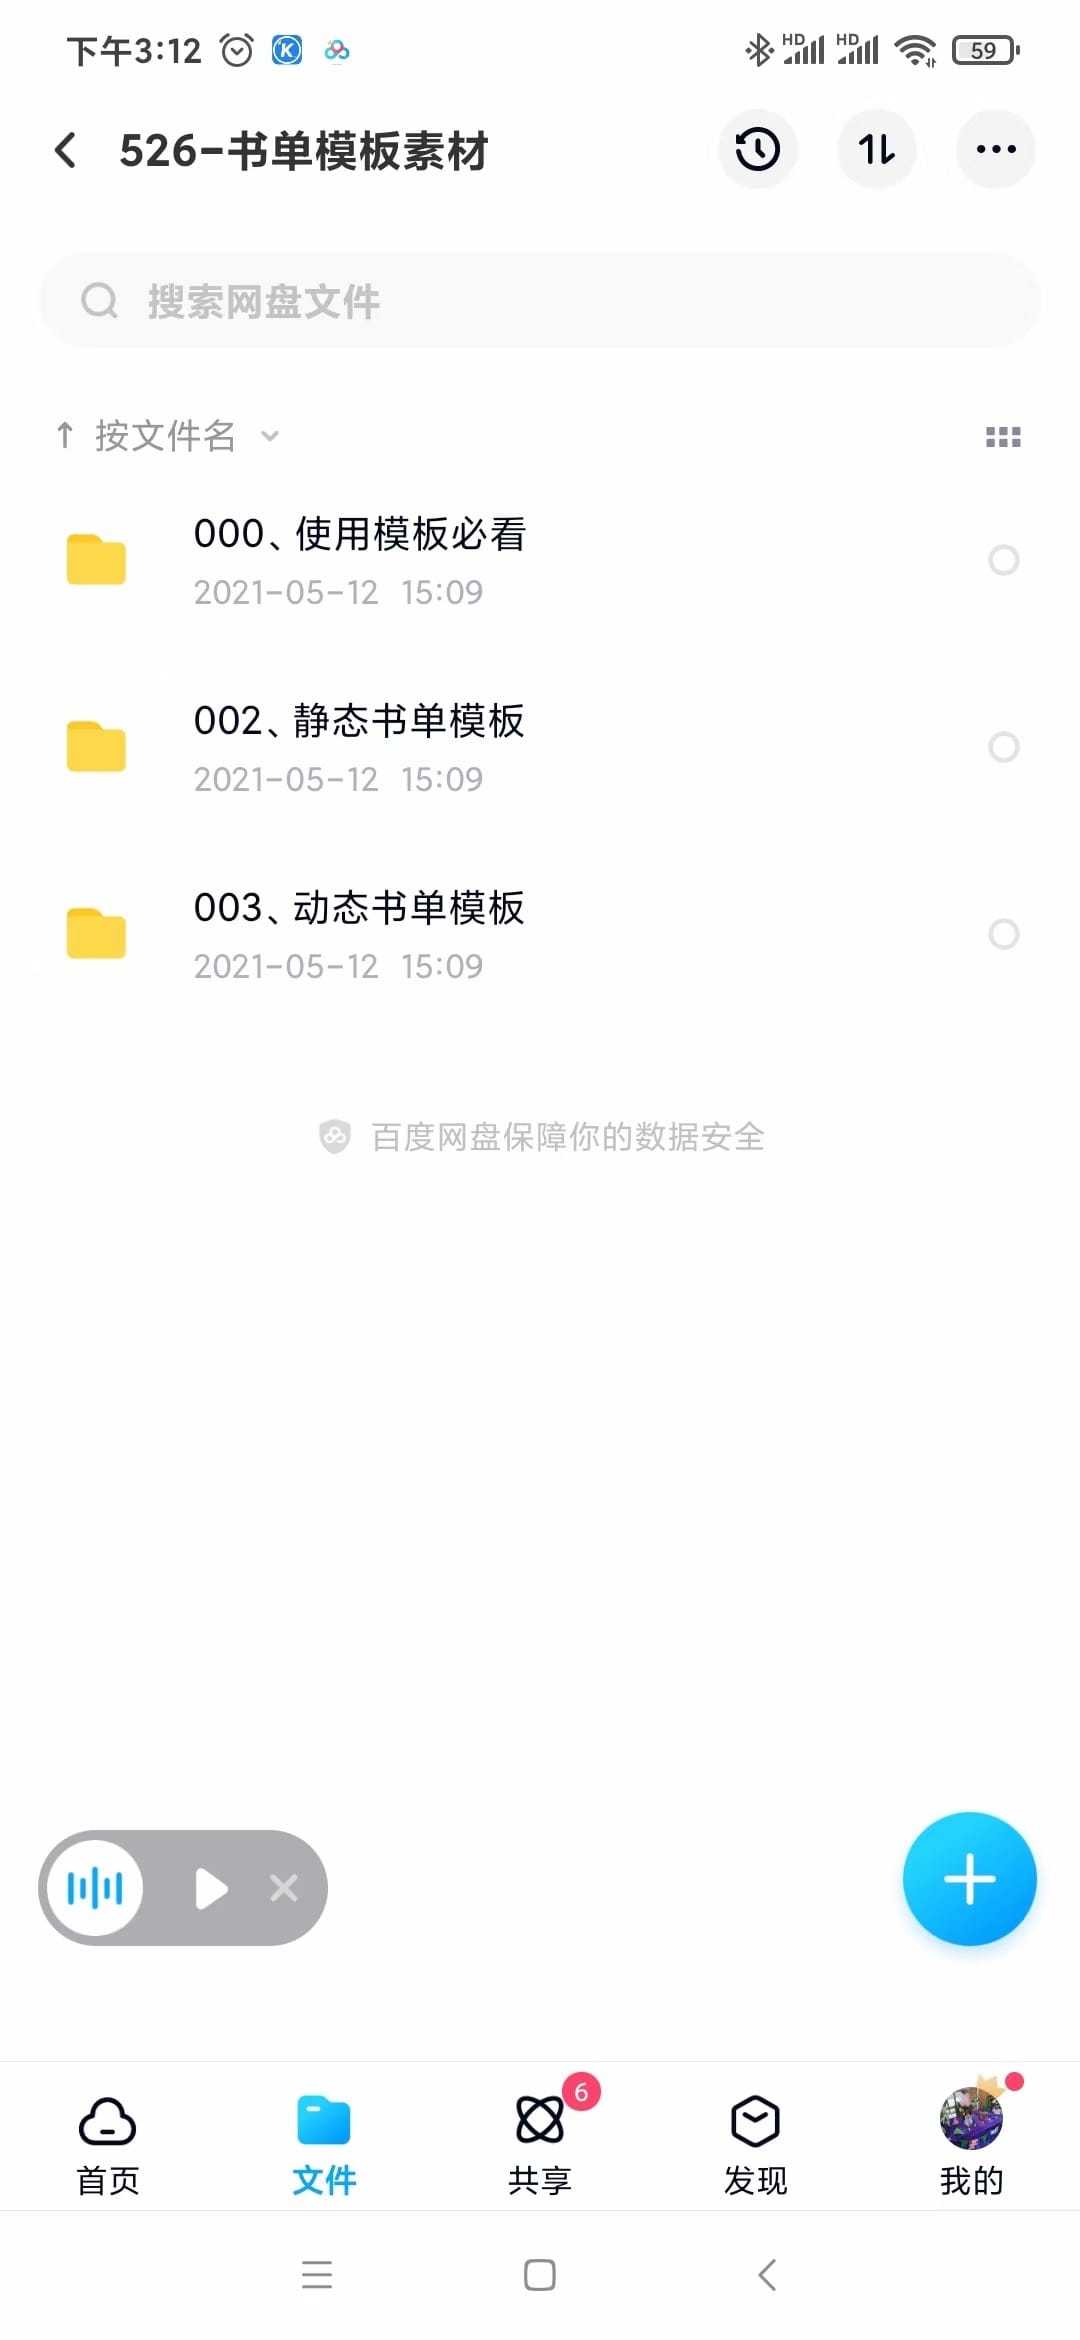 下午3:12 K HD HD 59
526-书单模板素材
搜索网盘文件
↑ 按文件名
000、使用模板必看
2021-05-12 15:09
002、静态书单模板
2021-05-12 15:09
003、动态书单模板
2021-05-12 15:09
百度网盘保障你的数据安全
6
首页 文件 共享 发现 我的